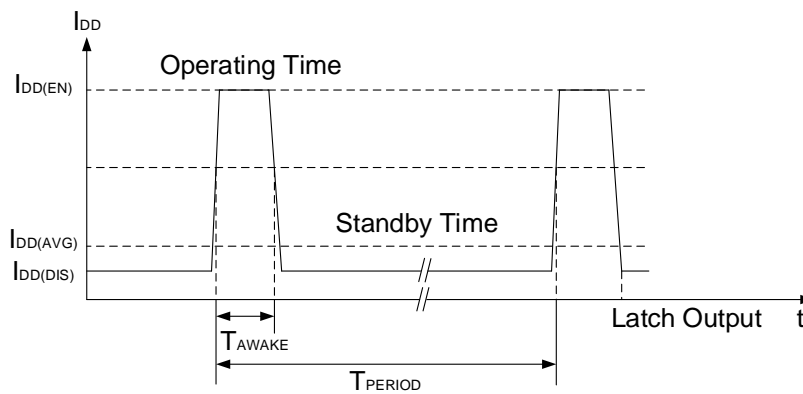 IDD
Operating Time
IDD(EN)
Standby Time
IDD(AVG)
IDD(DIS)
Latch Output t
TAWAKE
TPERIOD